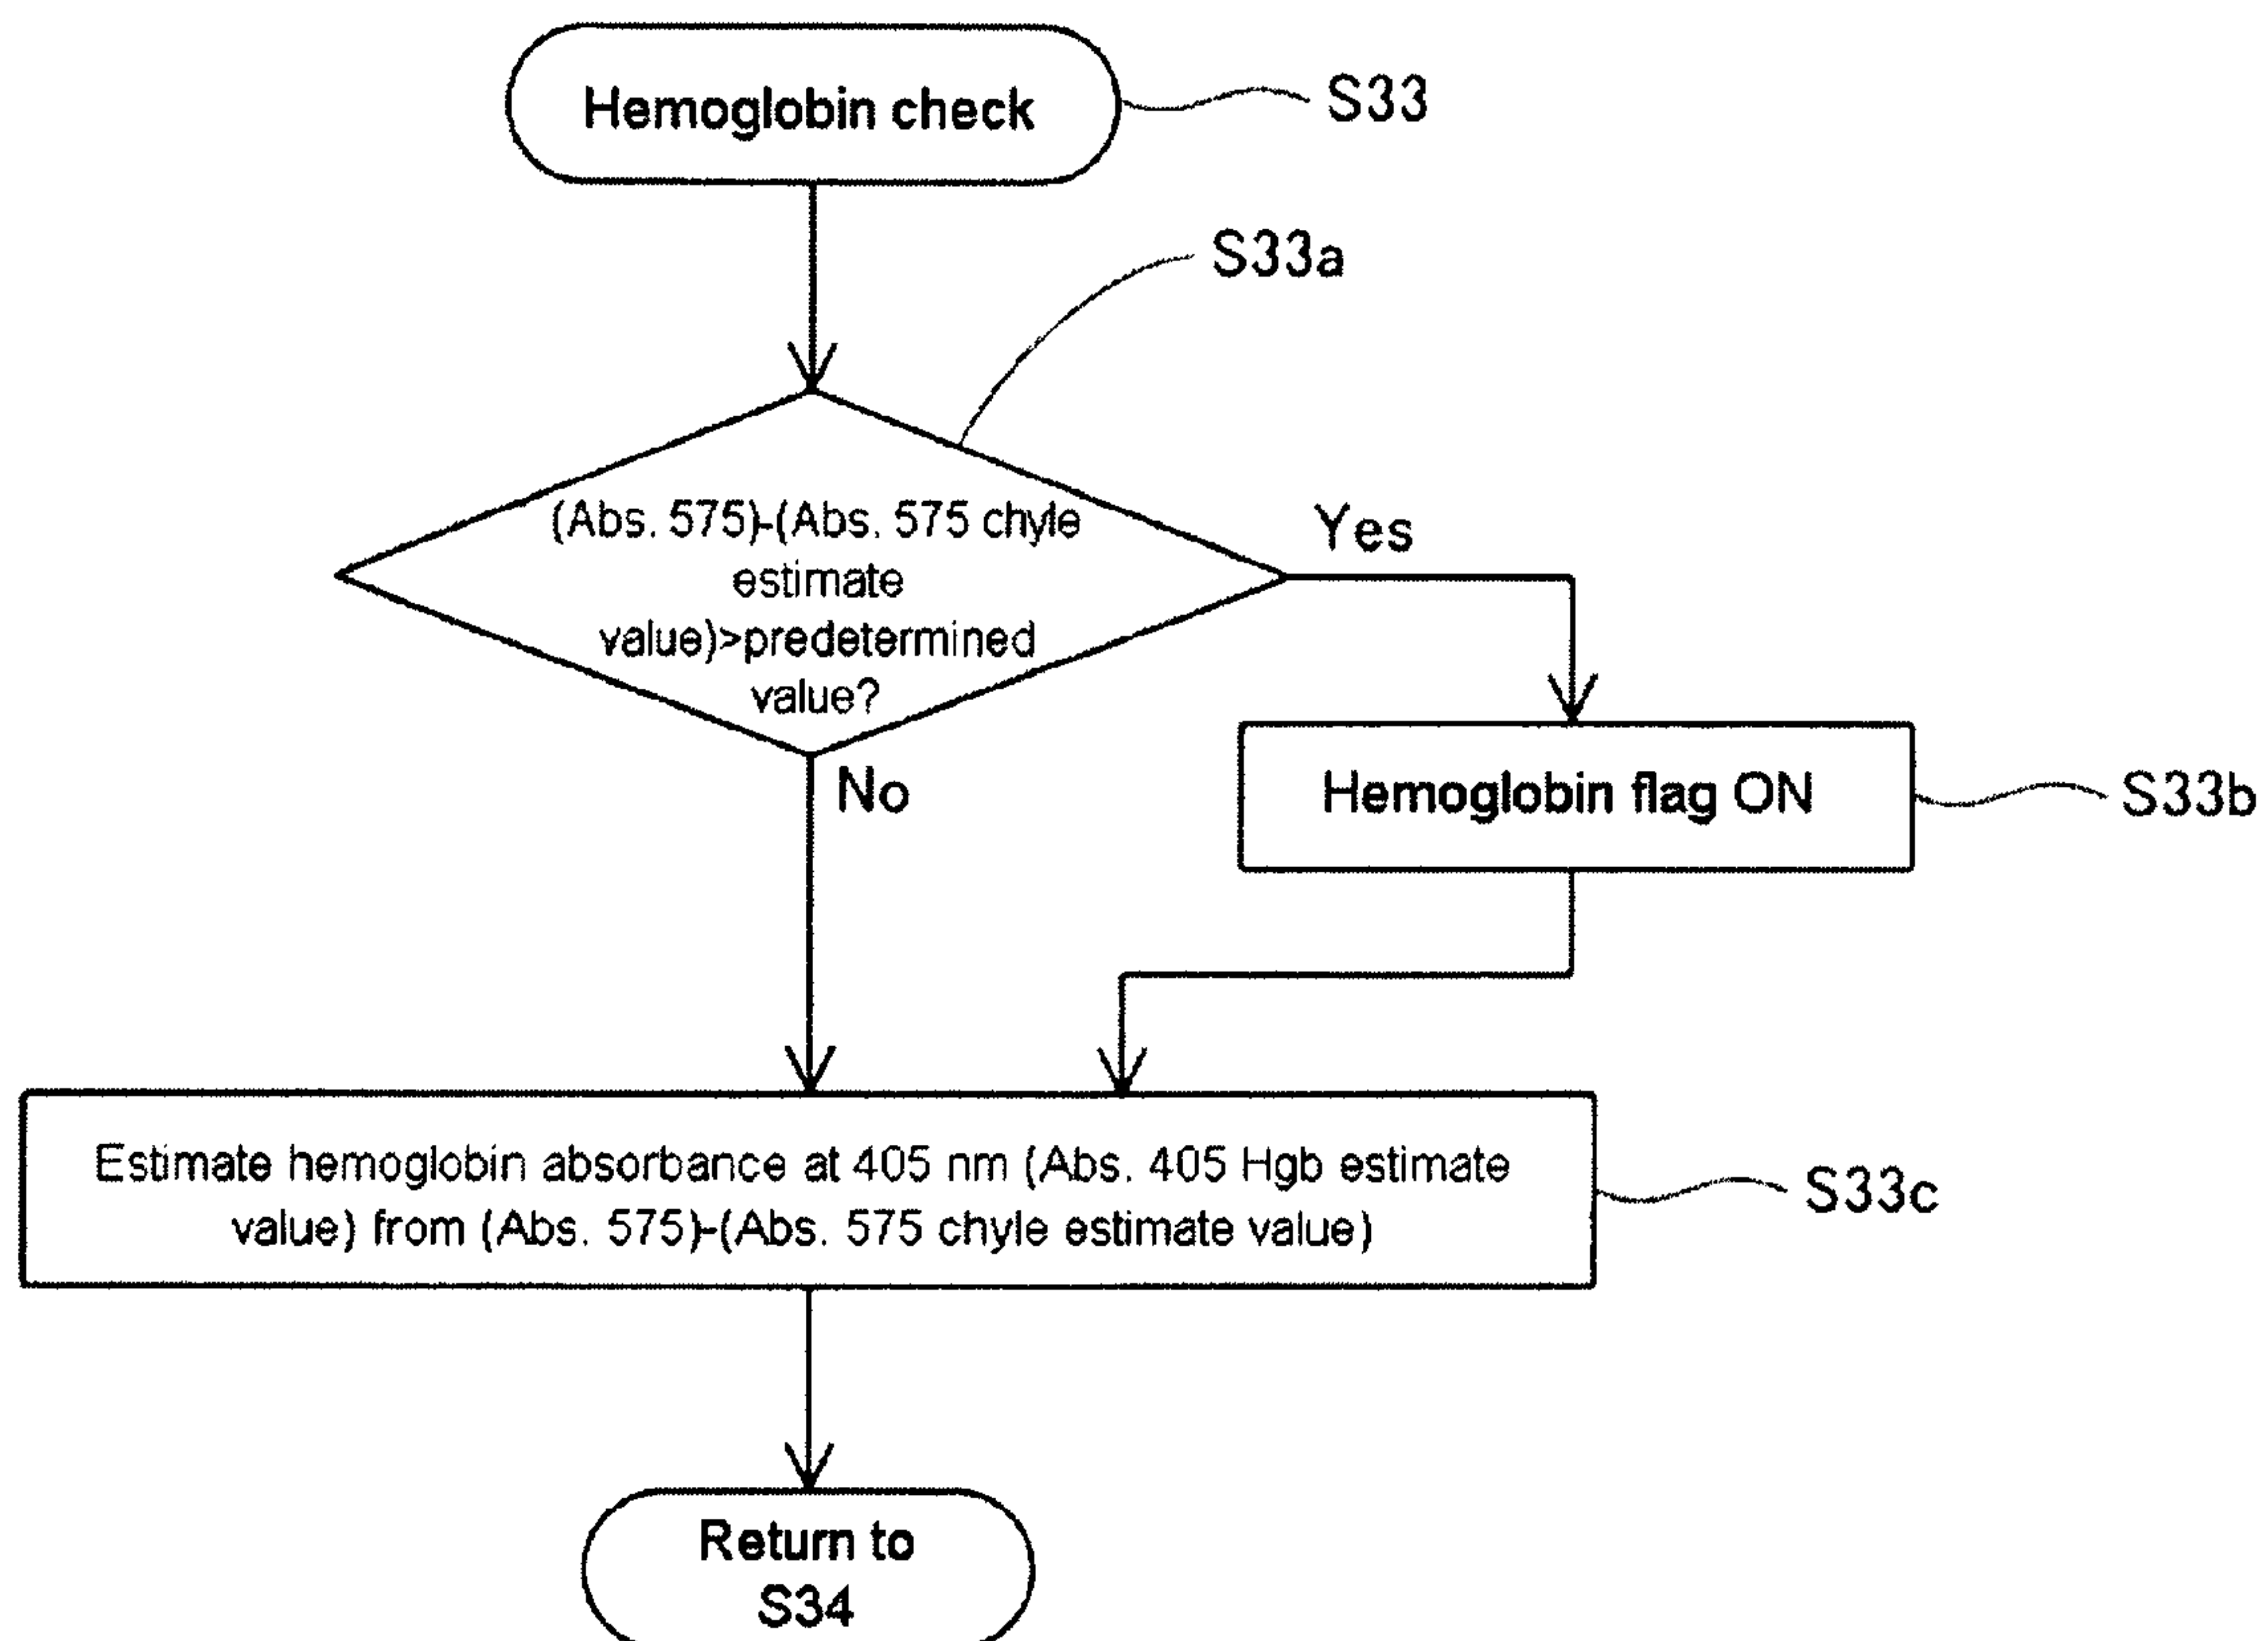 Hemoglobin check
S33
S33a
(Abs. 575)-(Abs. 575 chyle
estimate
value)>predetermined
value?
Yes
No
Hemoglobin flag ON
S33b
Estimate hemoglobin absorbance at 405 nm (Abs. 405 Hgb estimate
value) from (Abs. 575)-(Abs. 575 chyle estimate value)
S33c
Return to
S34